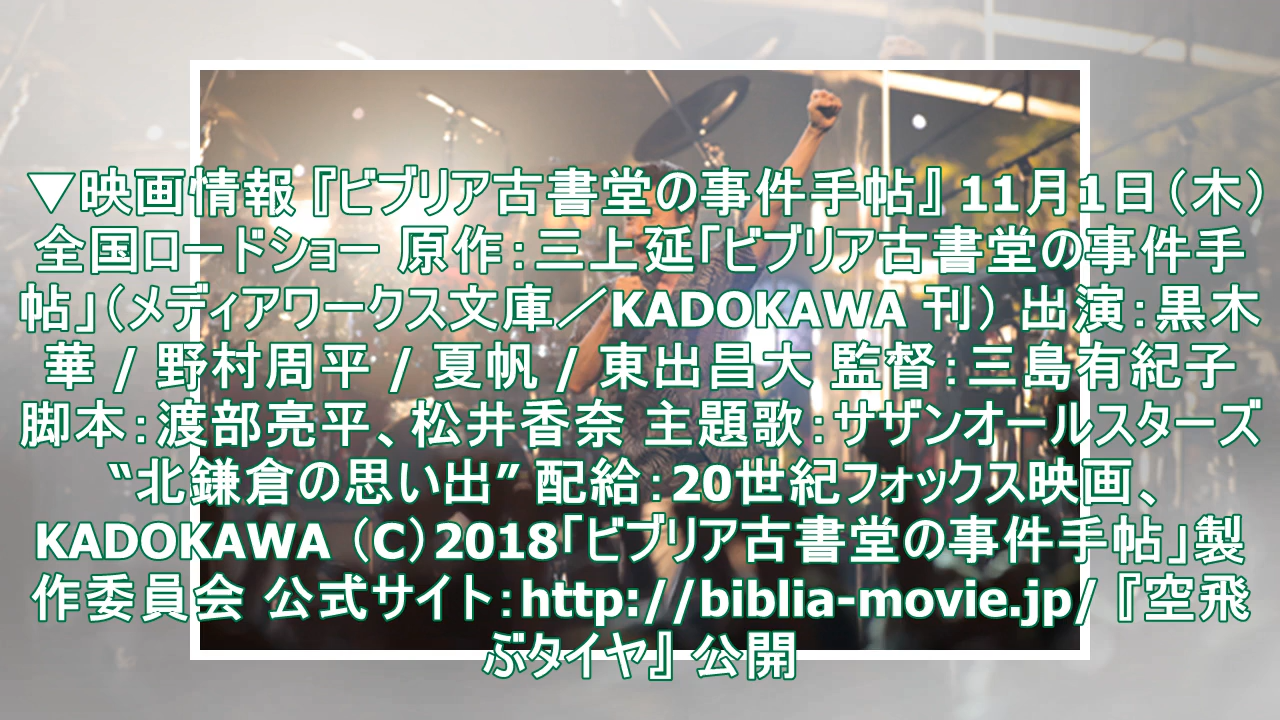 ▼映画情報 『ビブリア古書堂の事件手帖』 11月1日（木）
全国ロードショー 原作：三上延「ビブリア古書堂の事件手
帖」（メディアワークス文庫／KADOKAWA 刊） 出演：黒木
華 / 野村周平 / 夏帆 / 東出昌大 監督：三島有紀子
脚本：渡部亮平、松井香奈 主題歌：サザンオールスターズ
“北鎌倉の思い出” 配給：20世紀フォックス映画、
KADOKAWA （C）2018「ビブリア古書堂の事件手帖」製
作委員会 公式サイト：http://biblia-movie.jp/ 『空飛
ぶタイヤ』 公開